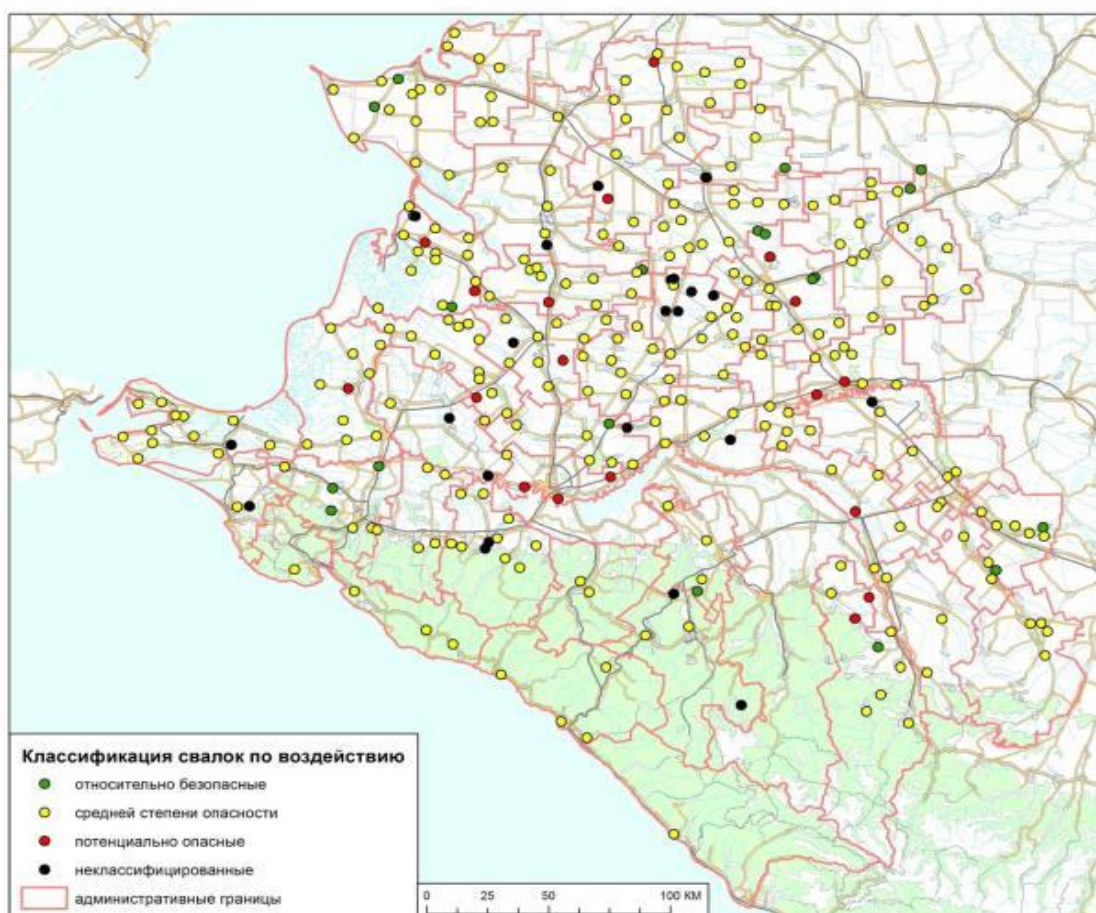 Классификация свалок по воздействию
относительно безопасные
средней степени опасности
потенциально опасные
неклассифицированные
административные границы
0 25 50 100 КМ